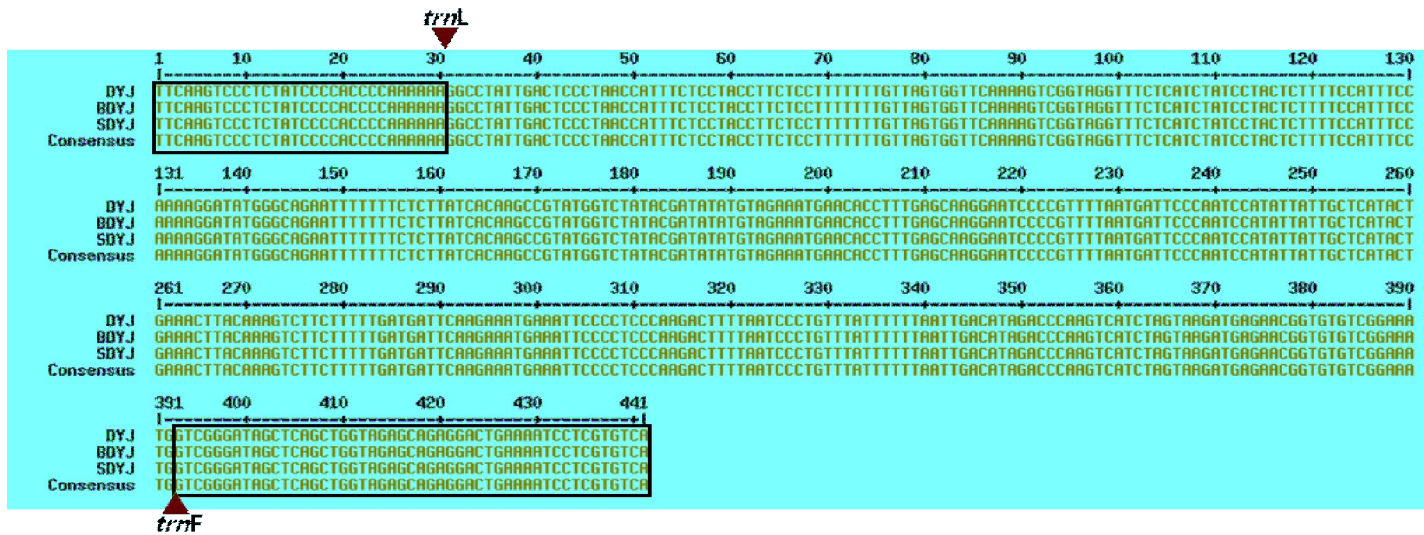 trnL
1 10 20 30 40 50 60 70 80 90 100 110 120 130
DYJ TTCAAGTCCCTCTATCCCCACCCCAAAAAAGGCCTATTGACTCCCTAACCATTTCTCCTACCTTCTCCTTTTTTTGTTAGTGGTTCAAAAGTCGGTAGGTTTCTCATCTATCCTACTCTTTTCCATTTCC
BDYJ TTCAAGTCCCTCTATCCCCACCCCAAAAAAGGCCTATTGACTCCCTAACCATTTCTCCTACCTTCTCCTTTTTTTGTTAGTGGTTCAAAAGTCGGTAGGTTTCTCATCTATCCTACTCTTTTCCATTTCC
SDYJ TTCAAGTCCCTCTATCCCCACCCCAAAAAAGGCCTATTGACTCCCTAACCATTTCTCCTACCTTCTCCTTTTTTTGTTAGTGGTTCAAAAGTCGGTAGGTTTCTCATCTATCCTACTCTTTTCCATTTCC
Consensus TTCAAGTCCCTCTATCCCCACCCCAAAAAAGGCCTATTGACTCCCTAACCATTTCTCCTACCTTCTCCTTTTTTTGTTAGTGGTTCAAAAGTCGGTAGGTTTCTCATCTATCCTACTCTTTTCCATTTCC
131 140 150 160 170 180 190 200 210 220 230 240 250 260
DYJ AAAAGGATATGGGCAGAATTTTTTTCTCTTATCACAAGCCGTATGGTCTATACGATATATGTAGAAATGAACACCTTTGAGCAAGGAATCCCCGTTTTAATGATTCCCAATCCATATTATTGCTCATACT
BDYJ AAAAGGATATGGGCAGAATTTTTTTCTCTTATCACAAGCCGTATGGTCTATACGATATATGTAGAAATGAACACCTTTGAGCAAGGAATCCCCGTTTTAATGATTCCCAATCCATATTATTGCTCATACT
SDYJ AAAAGGATATGGGCAGAATTTTTTTCTCTTATCACAAGCCGTATGGTCTATACGATATATGTAGAAATGAACACCTTTGAGCAAGGAATCCCCGTTTTAATGATTCCCAATCCATATTATTGCTCATACT
Consensus AAAAGGATATGGGCAGAATTTTTTTCTCTTATCACAAGCCGTATGGTCTATACGATATATGTAGAAATGAACACCTTTGAGCAAGGAATCCCCGTTTTAATGATTCCCAATCCATATTATTGCTCATACT
261 270 280 290 300 310 320 330 340 350 360 370 380 390
DYJ GAAACTTACAAAGTCTTCTTTTTGATGATTCAAGAAATGAAATTCCCCTCCCAAGACTTTTAATCCCTGTTTATTTTTTAATTGACATAGACCCAAGTCATCTAGTAAGATGAGAACGGTGTGTCGGAAA
BDYJ GAAACTTACAAAGTCTTCTTTTTGATGATTCAAGAAATGAAATTCCCCTCCCAAGACTTTTAATCCCTGTTTATTTTTTAATTGACATAGACCCAAGTCATCTAGTAAGATGAGAACGGTGTGTCGGAAA
SDYJ GAAACTTACAAAGTCTTCTTTTTGATGATTCAAGAAATGAAATTCCCCTCCCAAGACTTTTAATCCCTGTTTATTTTTTAATTGACATAGACCCAAGTCATCTAGTAAGATGAGAACGGTGTGTCGGAAA
Consensus GAAACTTACAAAGTCTTCTTTTTGATGATTCAAGAAATGAAATTCCCCTCCCAAGACTTTTAATCCCTGTTTATTTTTTAATTGACATAGACCCAAGTCATCTAGTAAGATGAGAACGGTGTGTCGGAAA
391 400 410 420 430 441
DYJ TGGTCGGGATAGCTCAGCTGGTAGAGCAGAGGACTGAAAATCCTCGTGTCA
BDYJ TGGTCGGGATAGCTCAGCTGGTAGAGCAGAGGACTGAAAATCCTCGTGTCA
SDYJ TGGTCGGGATAGCTCAGCTGGTAGAGCAGAGGACTGAAAATCCTCGTGTCA
Consensus TGGTCGGGATAGCTCAGCTGGTAGAGCAGAGGACTGAAAATCCTCGTGTCA
trnF